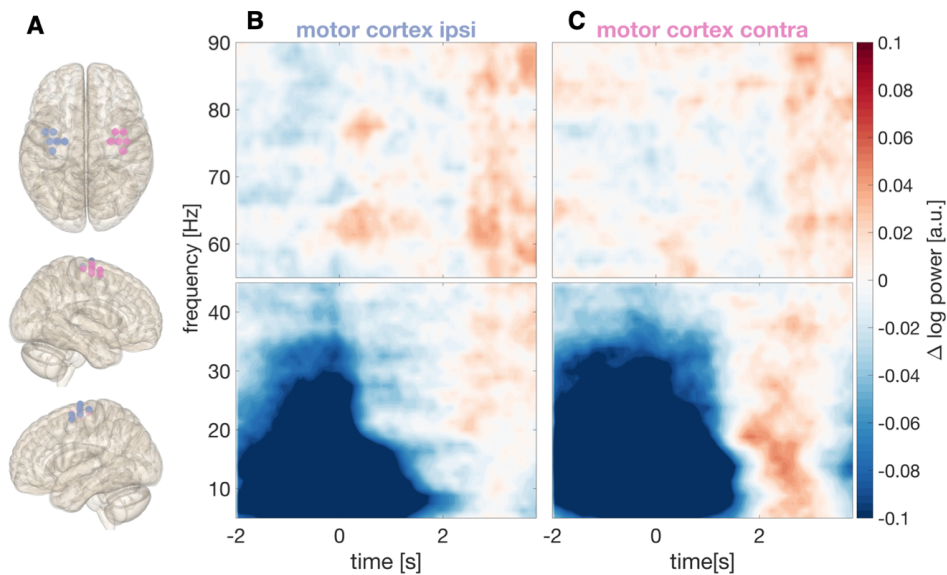 A
B
motor cortex ipsi
C
motor cortex contra
frequency [Hz]
90
80
70
60
40
30
20
10
-2
0
2
time [s]
-2
0
2
time[s]
0.1
0.08
0.06
0.04
0.02
0
-0.02
-0.04
-0.06
-0.08
-0.1
Δ log power [a.u.]